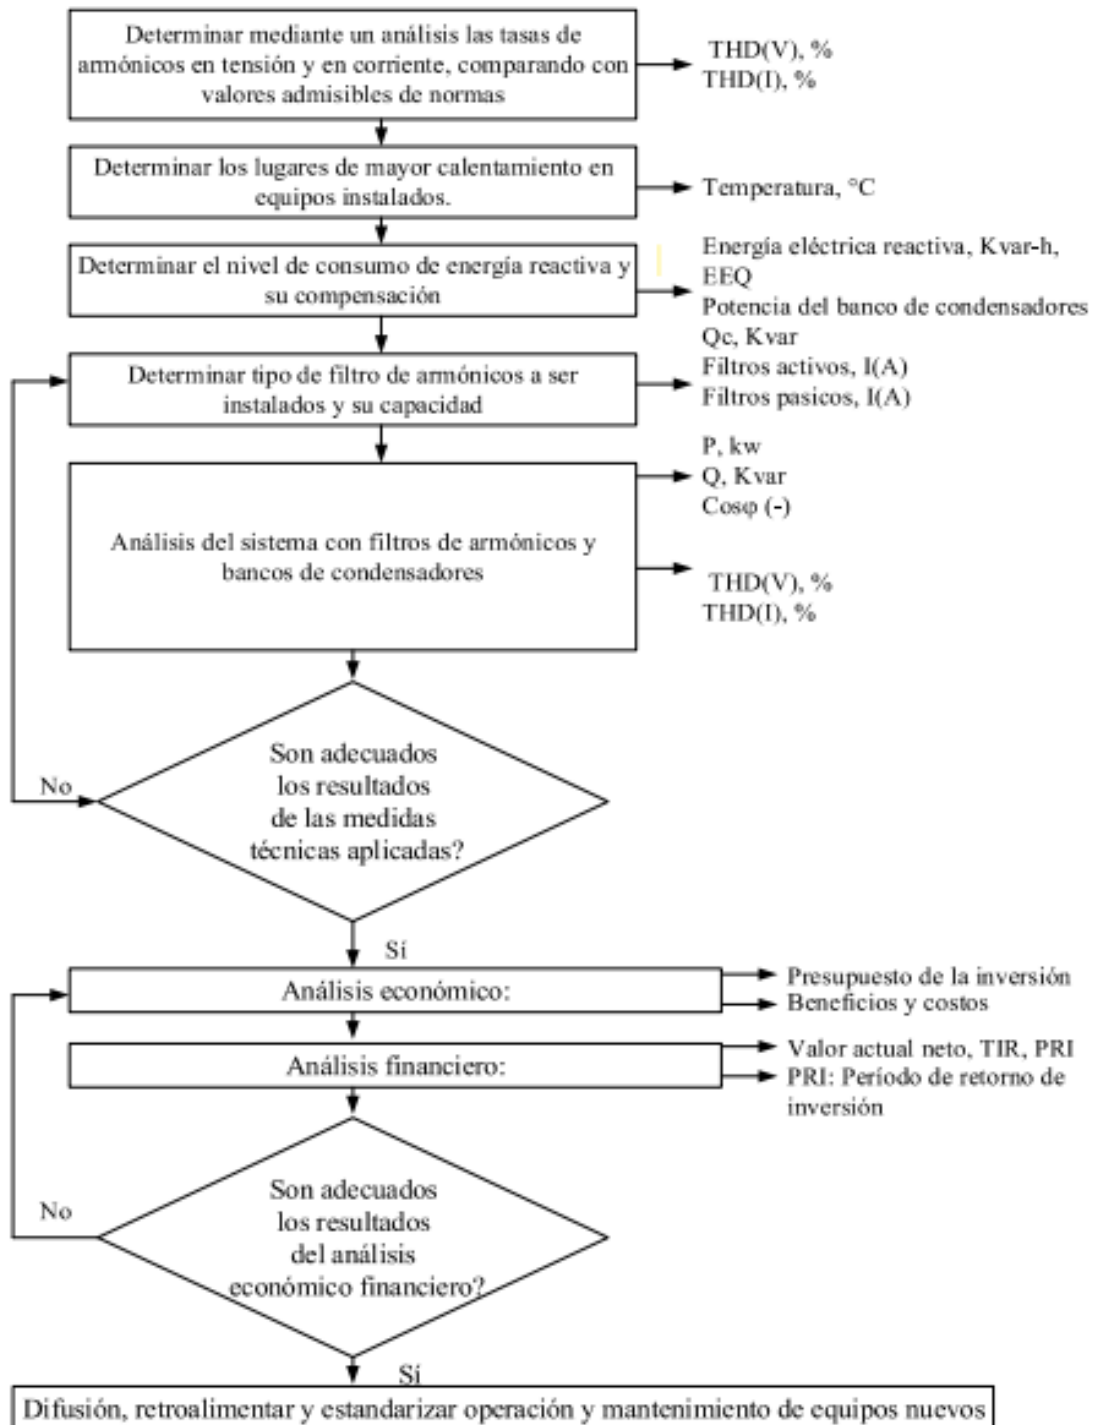 Determinar mediante un análisis las tasas de
armónicos en tensión y en corriente, comparando con
valores admisibles de normas
THD(V), %
THD(I), %
Determinar los lugares de mayor calentamiento en
equipos instalados.
Temperatura, °C
Determinar el nivel de consumo de energía reactiva y
su compensación
Energía eléctrica reactiva, Kvar-h,
EEQ
Potencia del banco de condensadores
Qc, Kvar
Determinar tipo de filtro de armónicos a ser
instalados y su capacidad
Filtros activos, I(A)
Filtros pasicos, I(A)
Análisis del sistema con filtros de armónicos y
bancos de condensadores
P, kw
Q, Kvar
Cosφ (-)
THD(V), %
THD(I), %
Son adecuados
los resultados
de las medidas
técnicas aplicadas?
No
Sí
Análisis económico:
Presupuesto de la inversión
Beneficios y costos
Análisis financiero:
Valor actual neto, TIR, PRI
PRI: Período de retorno de
inversión
Son adecuados
los resultados
del análisis
económico financiero?
No
Sí
Difusión, retroalimentar y estandarizar operación y mantenimiento de equipos nuevos